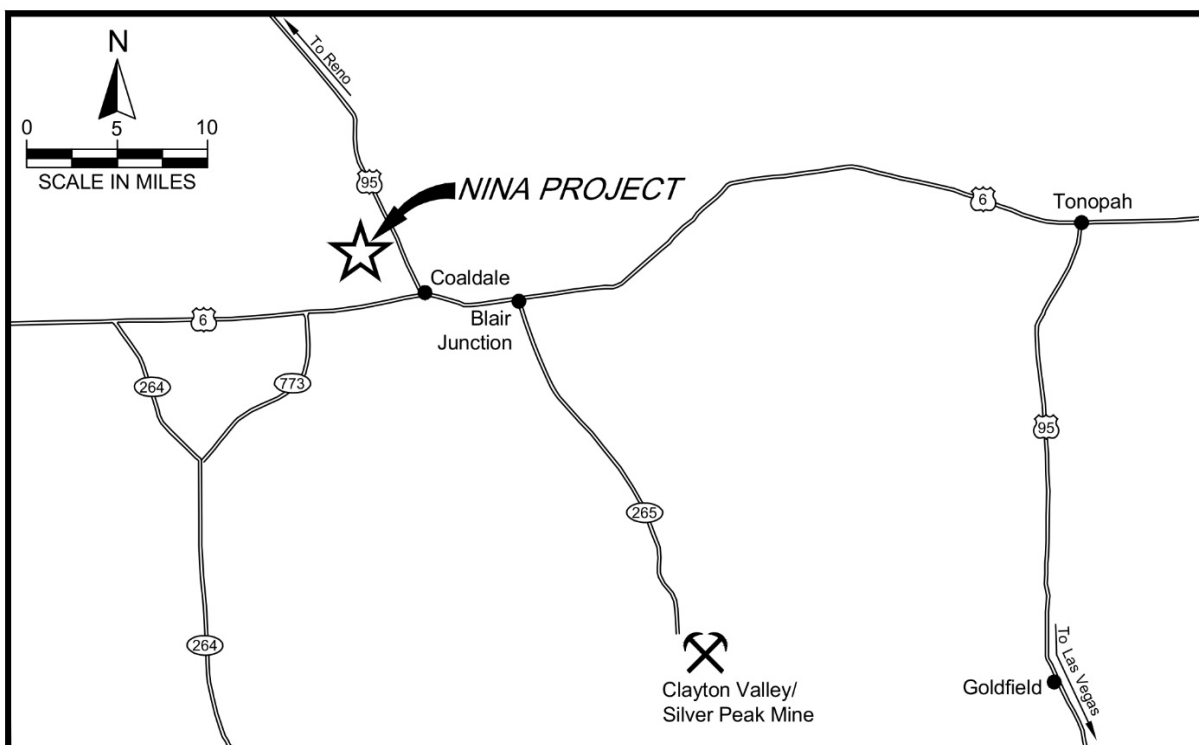 N
0 5 10
SCALE IN MILES
To Reno
95
NINA PROJECT
6
Tonopah
Coaldale
Blair
Junction
6
264
773
95
265
264
Clayton Valley/
Silver Peak Mine
Goldfield
To Las Vegas